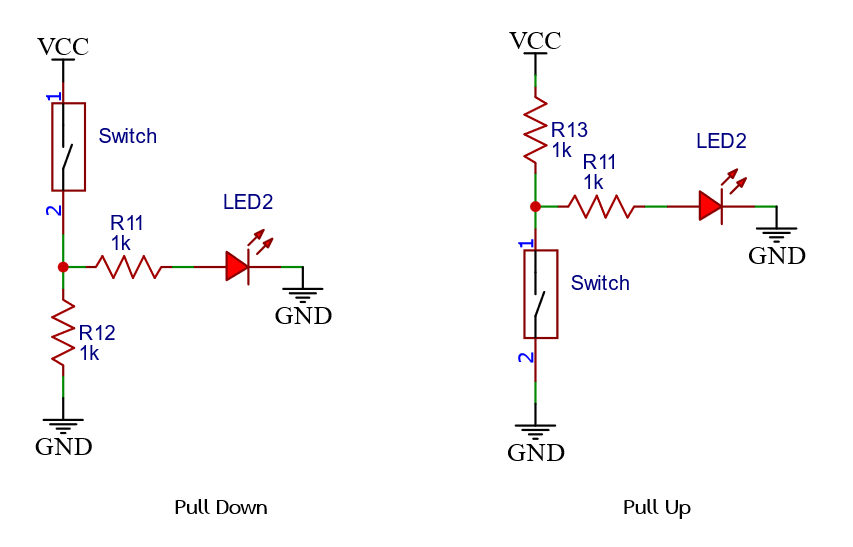 VCC
1
Switch
2
LED2
R11
1k
R12
1k
GND
GND
Pull Down
VCC
R13
1k
R11
1k
LED2
GND
1
Switch
2
GND
Pull Up